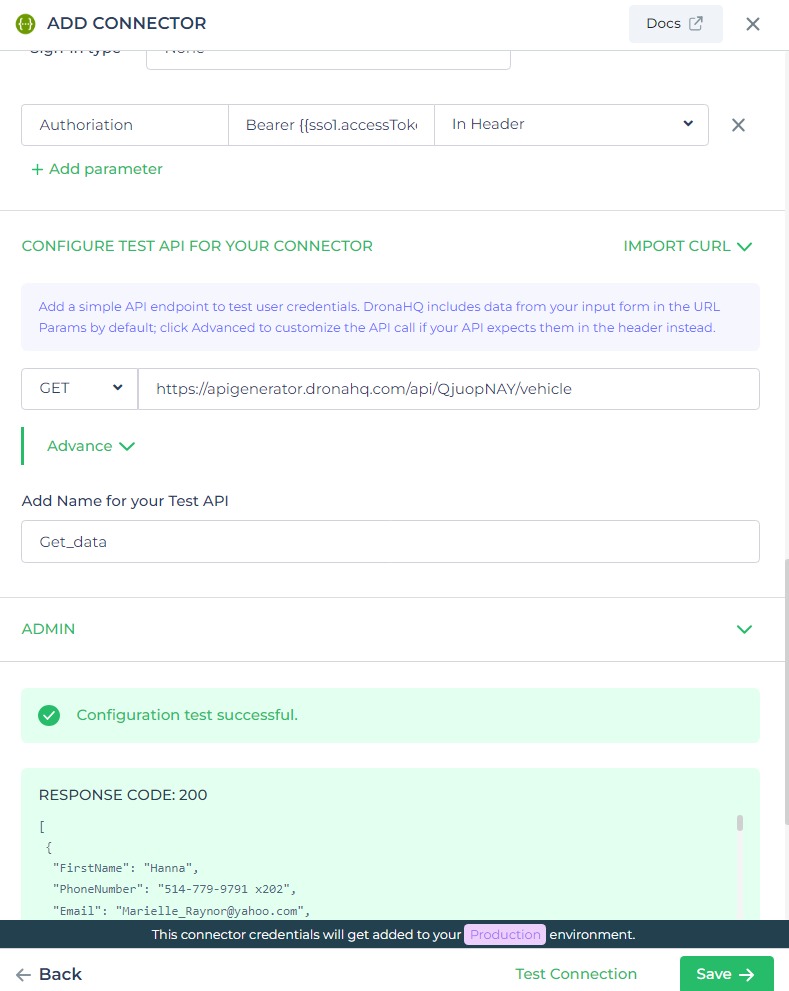 ADD CONNECTOR
Docs
Sign-in type
None
Authoriation
Bearer {{sso1.accessTok
In Header
+ Add parameter
CONFIGURE TEST API FOR YOUR CONNECTOR
IMPORT CURL
Add a simple API endpoint to test user credentials. DronaHQ includes data from your input form in the URL
Params by default; click Advanced to customize the API call if your API expects them in the header instead.
GET
https://apigenerator.dronahq.com/api/QjuopNAY/vehicle
Advance
Add Name for your Test API
Get_data
ADMIN
Configuration test successful.
RESPONSE CODE: 200
[
{
"FirstName": "Hanna",
"PhoneNumber": "514-779-9791 x202",
"Email": "Marielle_Raynor@yahoo.com",
This connector credentials will get added to your Production environment.
Back
Test Connection
Save